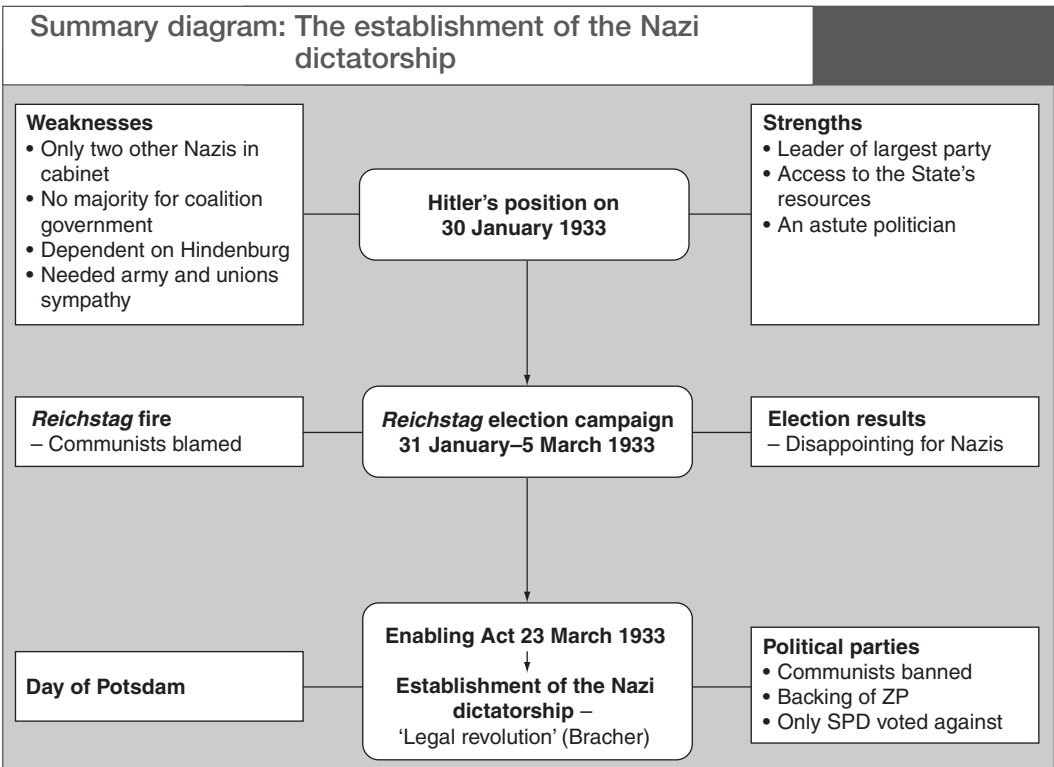 Summary diagram: The establishment of the Nazi
dictatorship
Weaknesses
• Only two other Nazis in
cabinet
• No majority for coalition
government
• Dependent on Hindenburg
• Needed army and unions
sympathy
Hitler’s position on
30 January 1933
Strengths
• Leader of largest party
• Access to the State’s
resources
• An astute politician
Reichstag fire
– Communists blamed
Reichstag election campaign
31 January–5 March 1933
Election results
– Disappointing for Nazis
Day of Potsdam
Enabling Act 23 March 1933
Establishment of the Nazi
dictatorship –
‘Legal revolution’ (Bracher)
Political parties
• Communists banned
• Backing of ZP
• Only SPD voted against